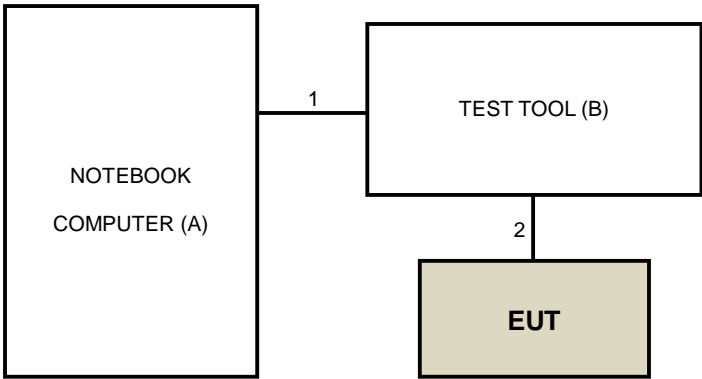 1
TEST TOOL (B)
NOTEBOOK
COMPUTER (A)
2
EUT